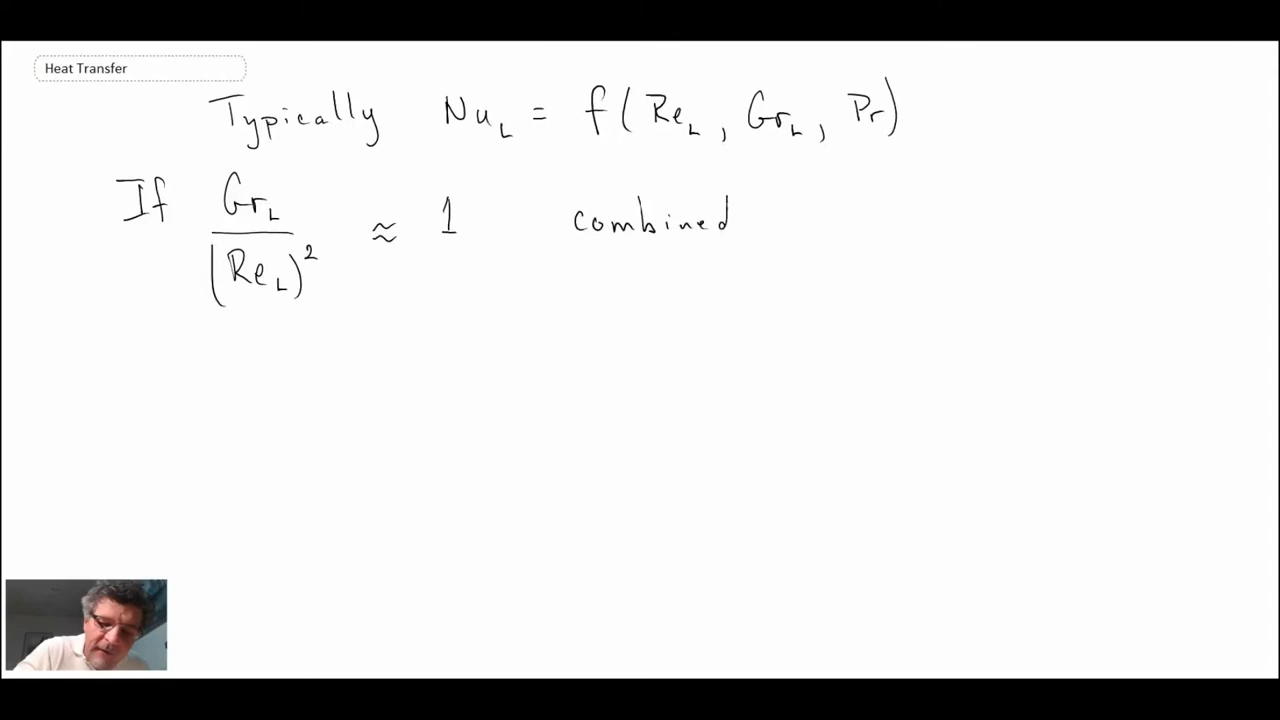 Heat Transfer
Typically Nu_L = f(Re_L, Gr_L, Pr)
If Gr_L / (Re_L)^2 ≈ 1 combined